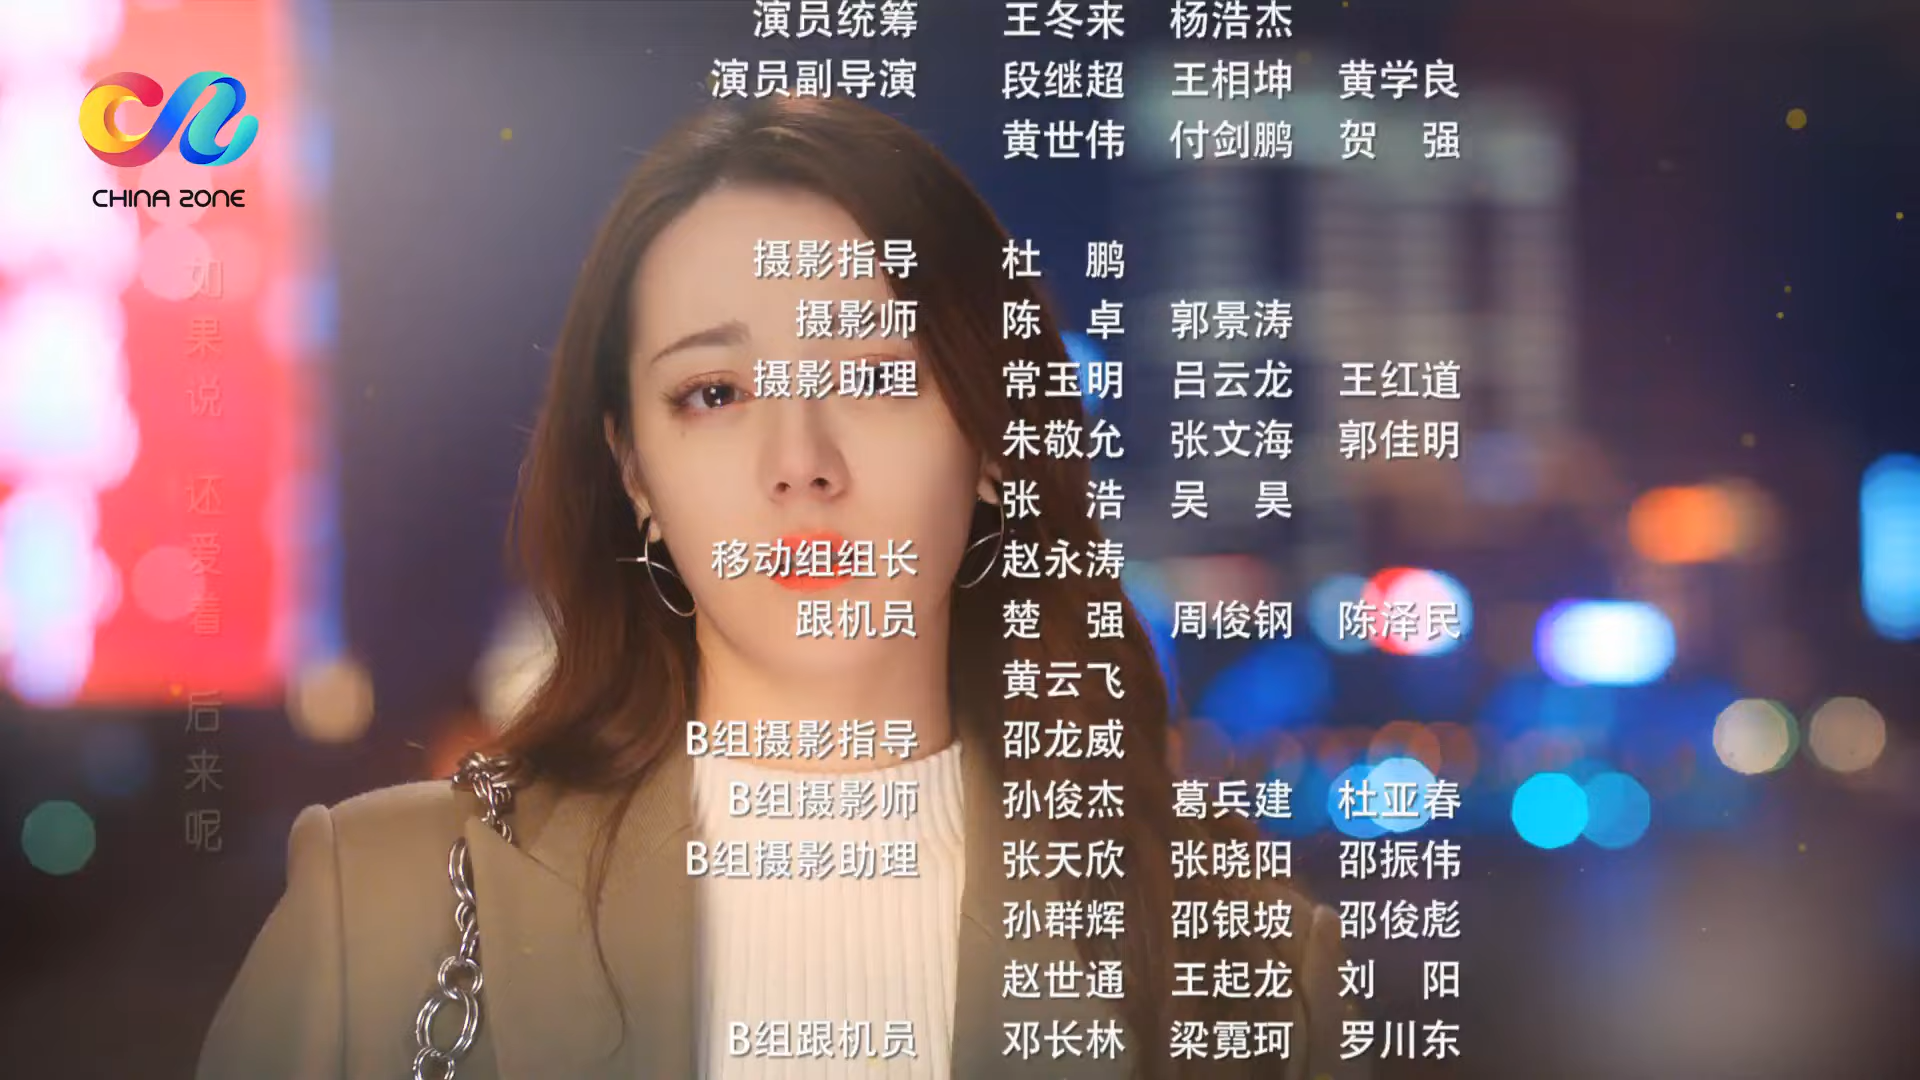 演员统筹 王冬来 杨浩杰
演员副导演 段继超 王相坤 黄学良
黄世伟 付剑鹏 贺 强
CHINA ZONE
摄影指导 杜 鹏
摄影师 陈 卓 郭景涛
摄影助理 常玉明 吕云龙 王红道
朱敬允 张文海 郭佳明
张 浩 吴 昊
移动组组长 赵永涛
跟机员 楚 强 周俊钢 陈泽民
黄云飞
B组摄影指导 邵龙威
B组摄影师 孙俊杰 葛兵建 杜亚春
B组摄影助理 张天欣 张晓阳 邵振伟
孙群辉 邵银坡 邵俊彪
赵世通 王起龙 刘 阳
B组跟机员 邓长林 梁霓珂 罗川东
如果说 还爱着 后来呢